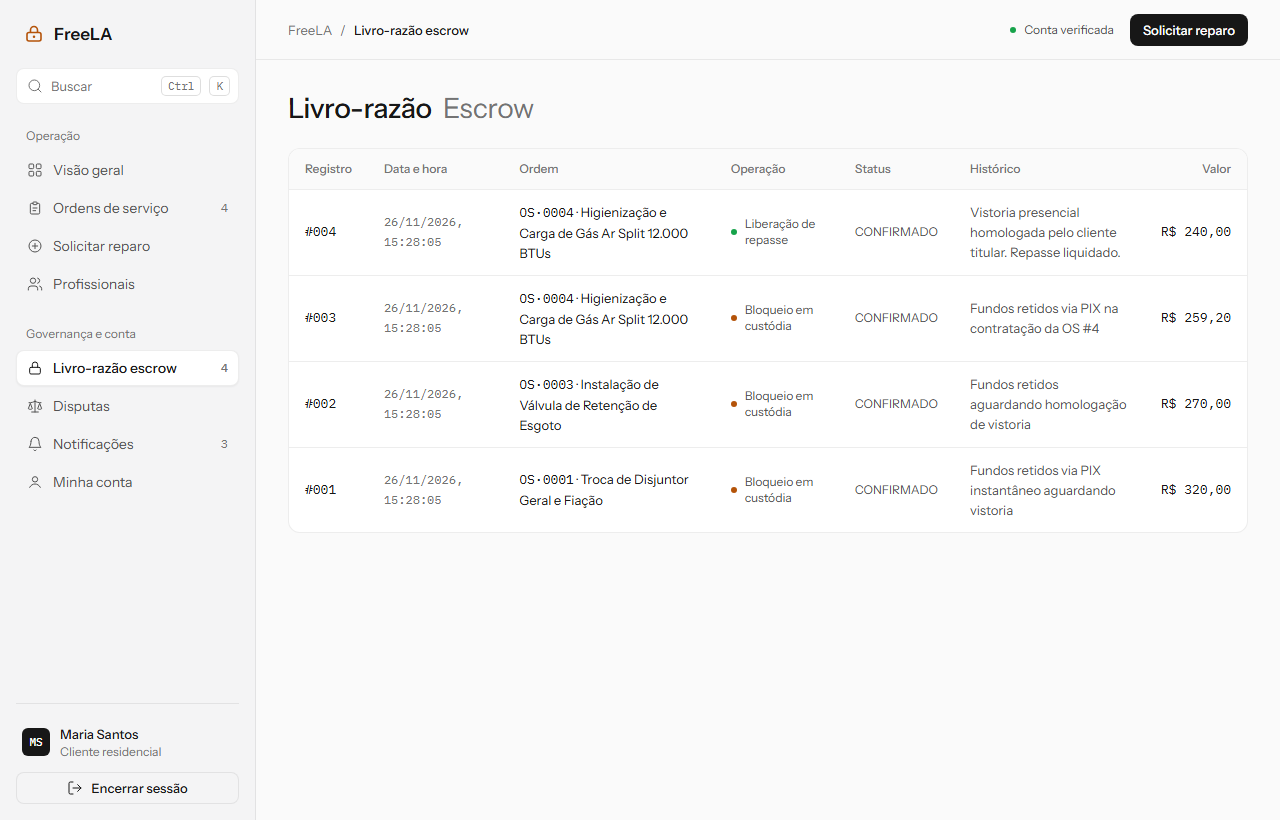 FreeLA
Buscar Ctrl K
Operação
Visão geral
Ordens de serviço 4
Solicitar reparo
Profissionais
Governança e conta
Livro-razão escrow 4
Disputas
Notificações 3
Minha conta
MS
Maria Santos
Cliente residencial
Encerrar sessão
FreeLA / Livro-razão escrow
Conta verificada
Solicitar reparo
Livro-razão Escrow
Registro Data e hora Ordem Operação Status Histórico Valor
#004
26/11/2026,
15:28:05
OS-0004 · Higienização e
Carga de Gás Ar Split 12.000
BTUs
Liberação de
repasse
CONFIRMADO
Vistoria presencial
homologada pelo cliente
titular. Repasse liquidado.
R$ 240,00
#003
26/11/2026,
15:28:05
OS-0004 · Higienização e
Carga de Gás Ar Split 12.000
BTUs
Bloqueio em
custódia
CONFIRMADO
Fundos retidos via PIX na
contratação da OS #4
R$ 259,20
#002
26/11/2026,
15:28:05
OS-0003 · Instalação de
Válvula de Retenção de
Esgoto
Bloqueio em
custódia
CONFIRMADO
Fundos retidos
aguardando homologação
de vistoria
R$ 270,00
#001
26/11/2026,
15:28:05
OS-0001 · Troca de Disjuntor
Geral e Fiação
Bloqueio em
custódia
CONFIRMADO
Fundos retidos via PIX
instantâneo aguardando
vistoria
R$ 320,00